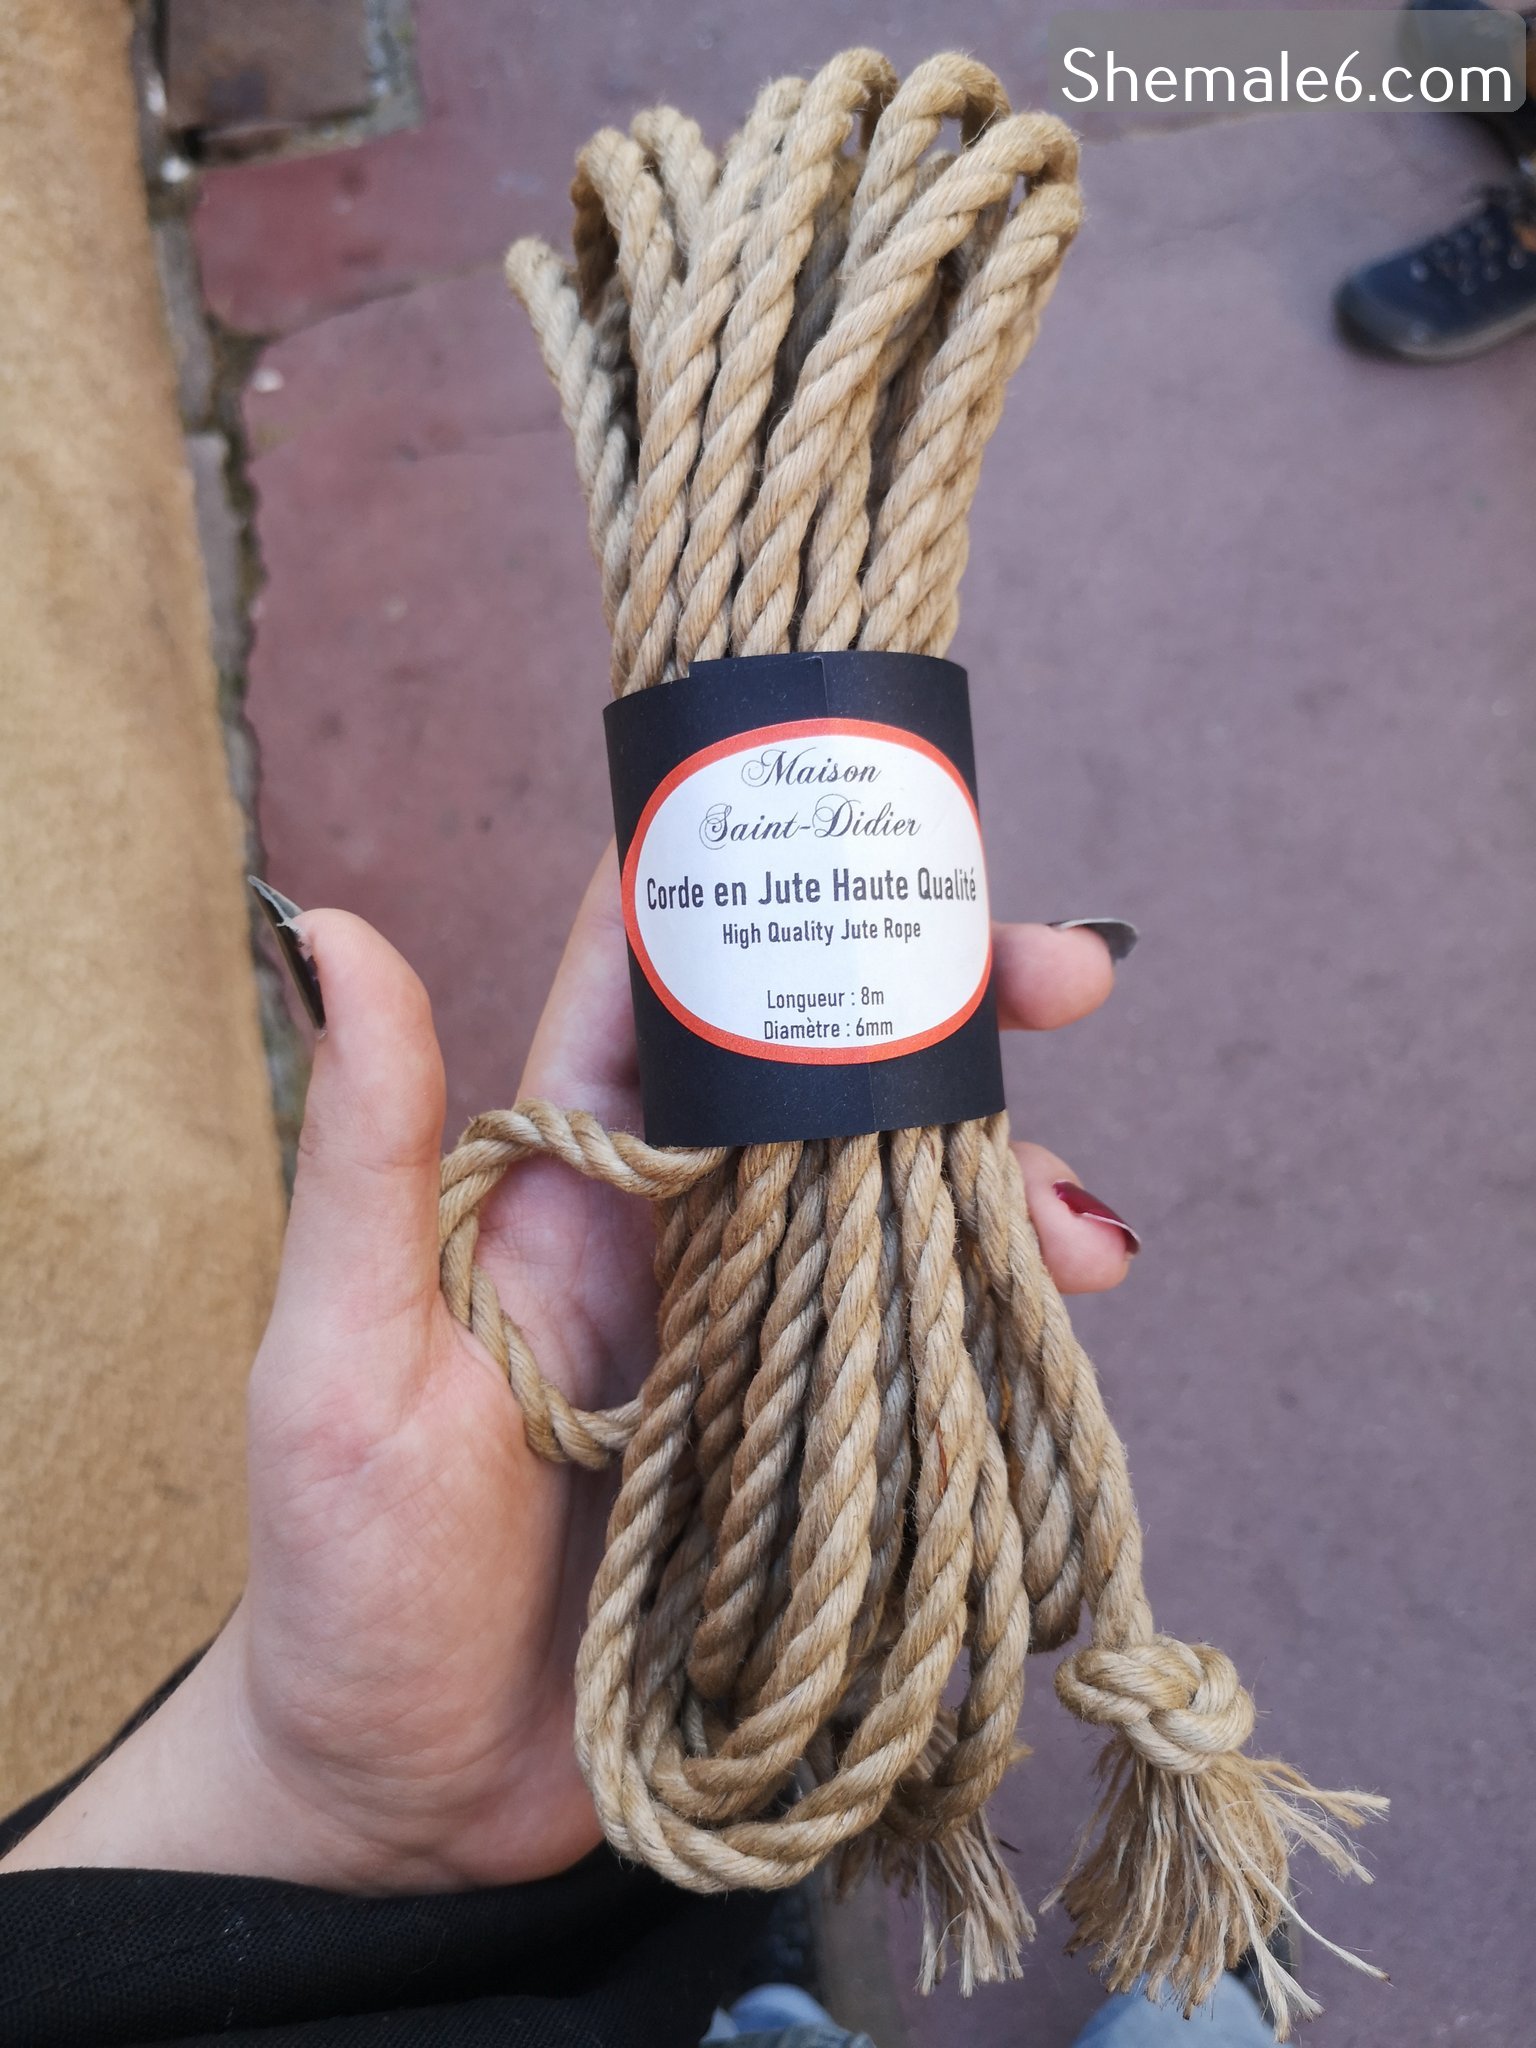 Shemale6.com
Maison
Saint-Didier
Corde en Jute Haute Qualité
High Quality Jute Rope
Longueur : 8m
Diamètre : 6mm